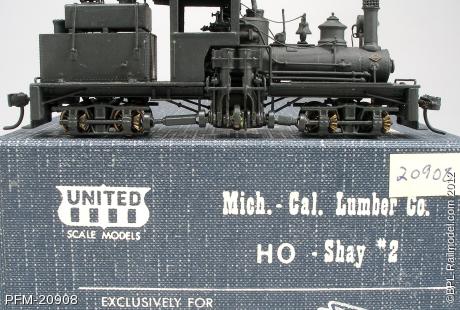 20908
UNITED
SCALE MODELS
Mich. - Cal. Lumber Co.
HO - Shay #2
EXCLUSIVELY FOR
PFM-20908
©BPL-Railmodel.com 2012